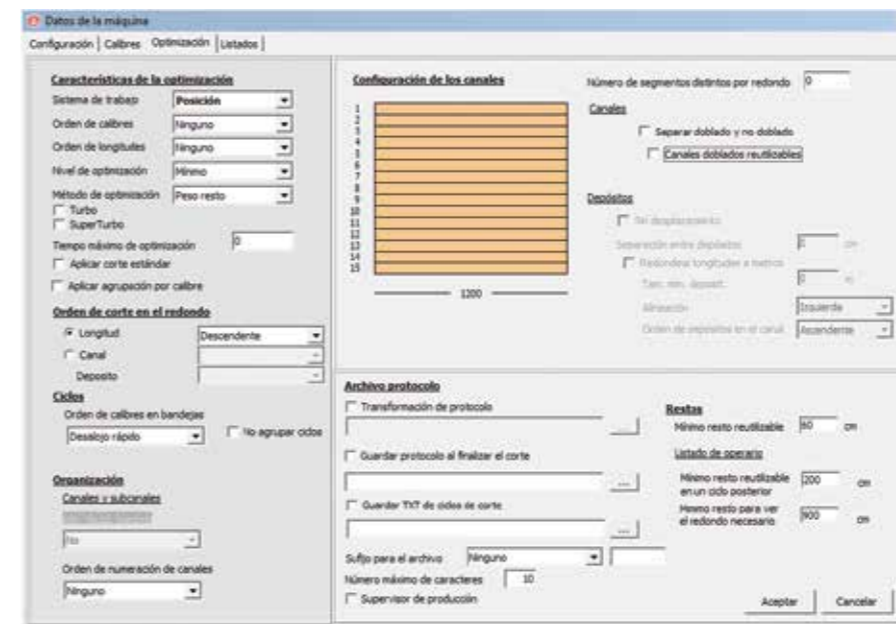 Datos de la máquina
Configuración | Calibres | Optimización | Listados
Características de la optimización
Sistema de trabajo Posición
Orden de calibres Ninguno
Orden de longitudes Ninguno
Nivel de optimización Mínimo
Método de optimización Peso resto
Turbo
SuperTurbo
Tiempo máximo de optimización 0
Aplicar corte estándar
Aplicar agrupación por calibre
Orden de corte en el redondo
Longitud Descendente
Canal
Deposito
Ciclos
Orden de calibres en bandejas
Desalojo rápido No agrupar ciclos
Organización
Canales y subcanales
No
Orden de numeración de canales
Ninguno
Configuración de los canales
1
2
3
4
5
6
7
8
9
10
11
12
13
14
15
1200
Número de segmentos distintos por redondo 0
Canales
Separar doblado y no doblado
Canales doblados reutilizables
Depósitos
Sin desplazamiento
Separación entre depósitos 0 cm
Redondear longitudes a metros
Tam. mín. deposit. 0
Alineación Izquierda
Orden de depósitos en el canal Ascendente
Archivo protocolo
Transformación de protocolo
...
Guardar protocolo al finalizar el corte
...
Guardar TXT de ciclos de corte
...
Sufijo para el archivo Ninguno
Número máximo de caracteres 10
Supervisor de producción
Restas
Mínimo resto reutilizable 60 cm
Listado de operario
Mínimo resto reutilizable
en un ciclo posterior 200 cm
Mínimo resto para ver
el redondo necesario 900 cm
Aceptar Cancelar